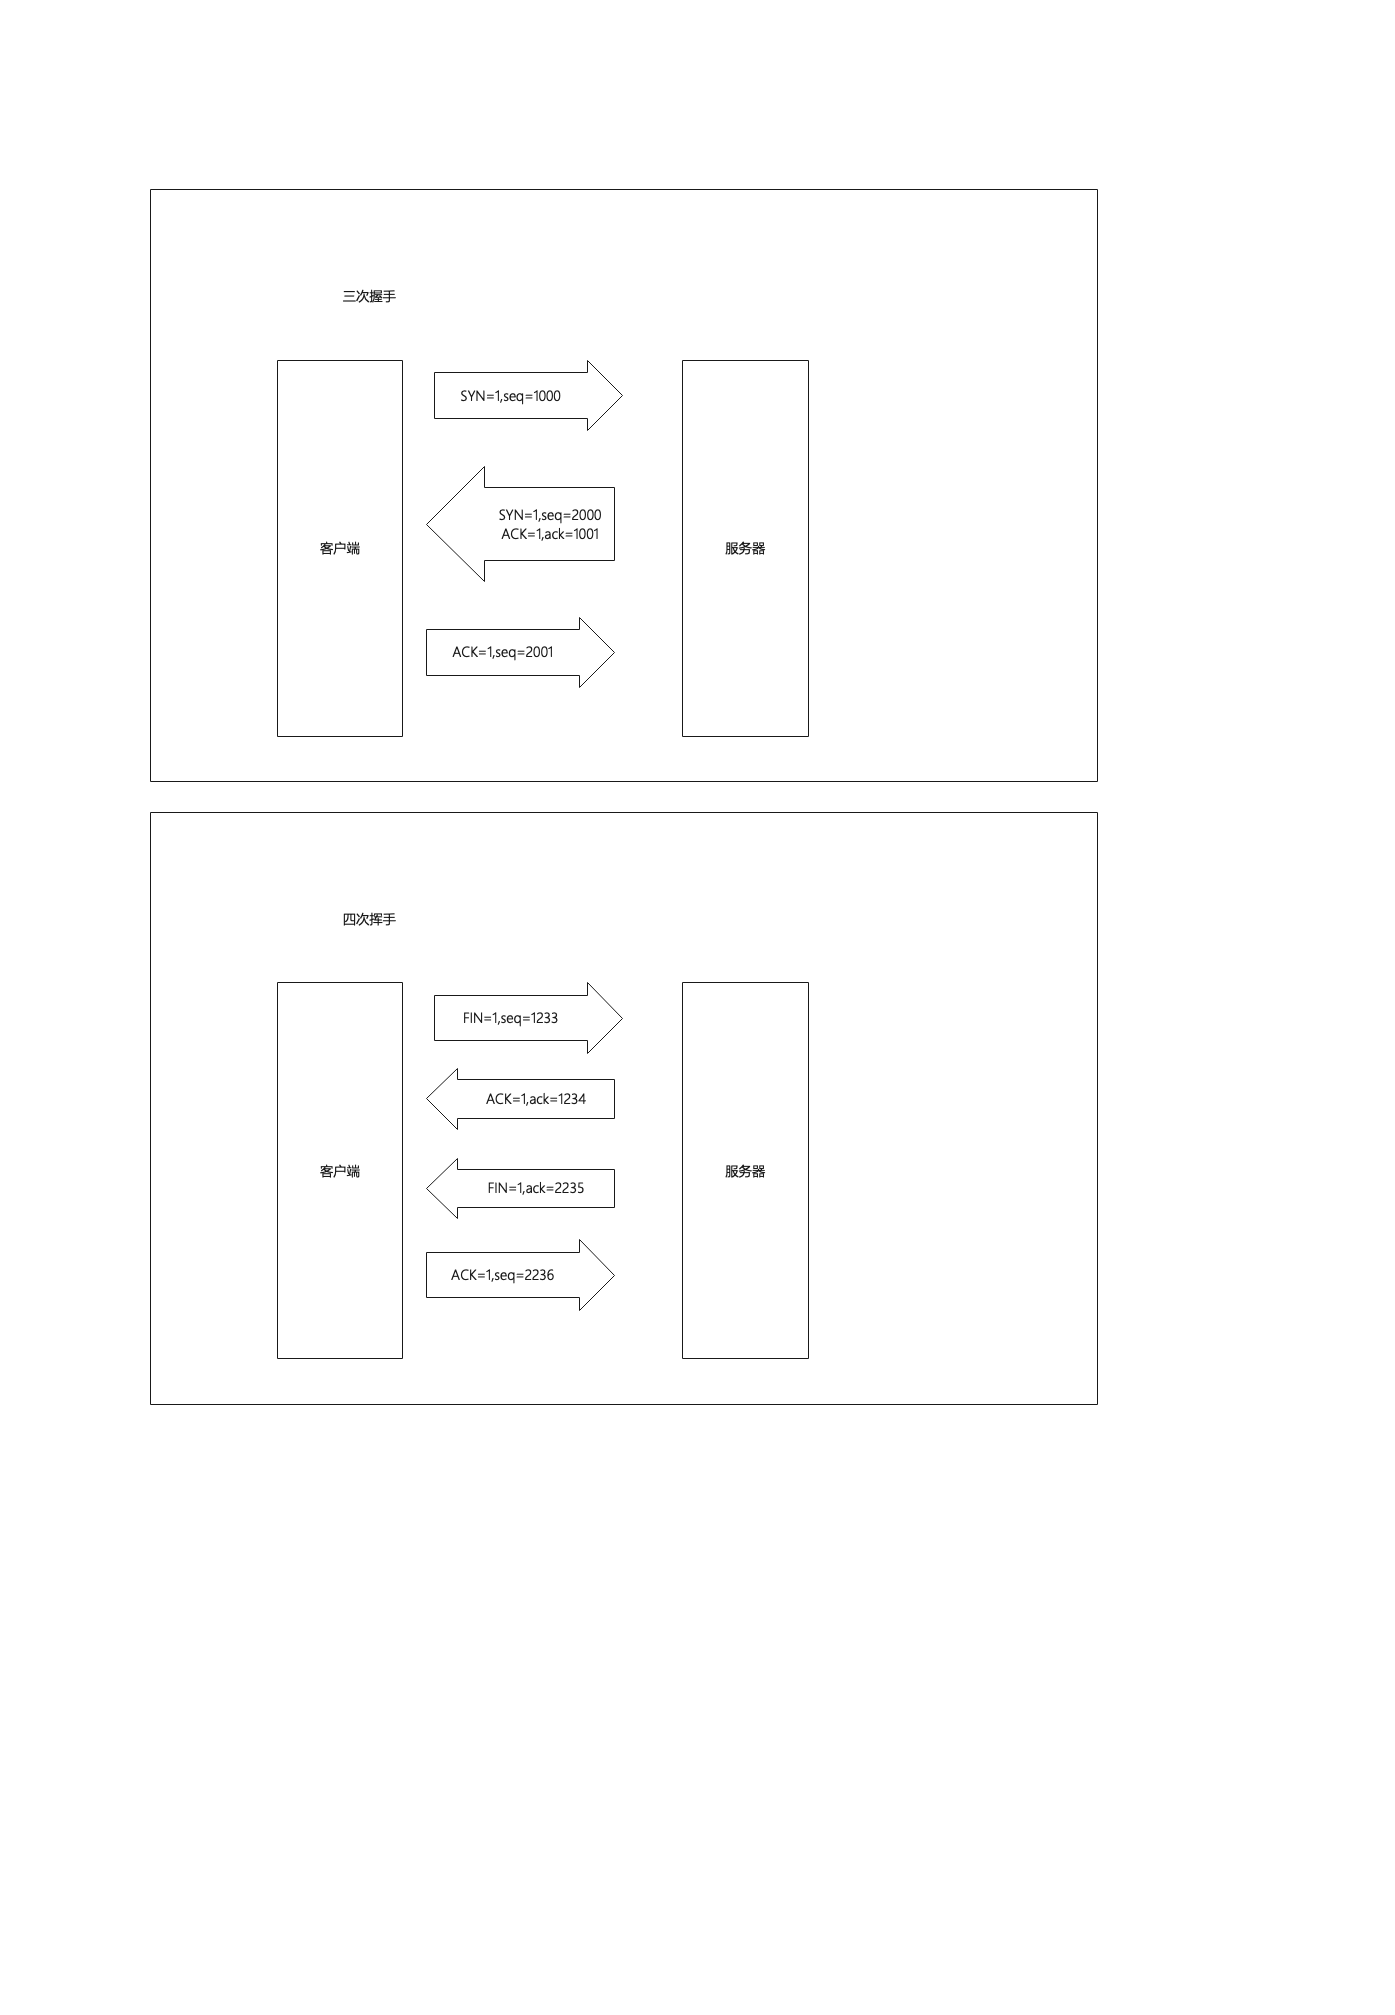 三次握手
SYN=1,seq=1000
SYN=1,seq=2000
ACK=1,ack=1001
客户端
服务器
ACK=1,seq=2001
四次挥手
FIN=1,seq=1233
ACK=1,ack=1234
客户端
服务器
FIN=1,ack=2235
ACK=1,seq=2236